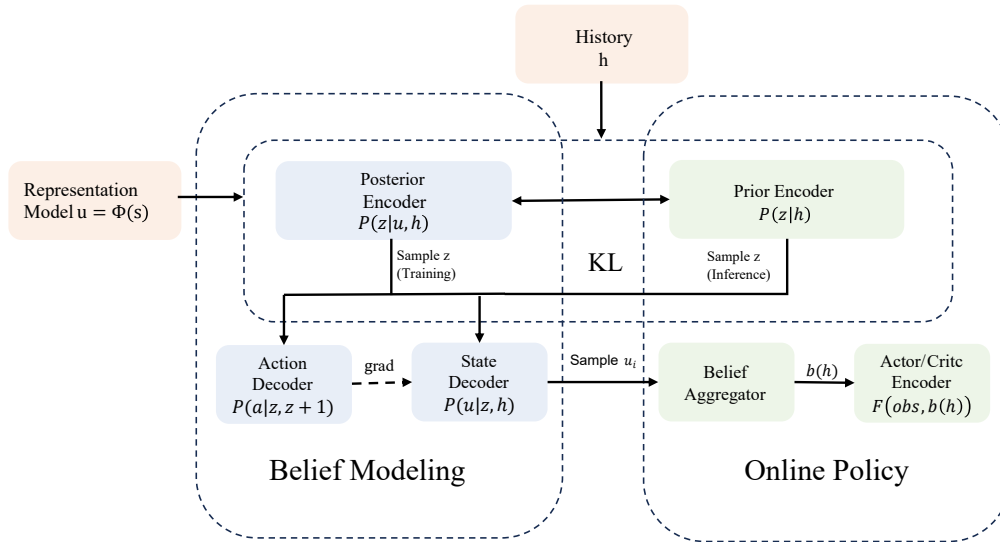 History
h
Representation
Model u = Φ(s)
Posterior
Encoder
P(z|u, h)
Prior Encoder
P(z|h)
Sample z
(Training)
KL
Sample z
(Inference)
Action
Decoder
P(a|z, z + 1)
grad
State
Decoder
P(u|z, h)
Sample u_i
Belief
Aggregator
b(h)
Actor/Critc
Encoder
F(obs, b(h))
Belief Modeling
Online Policy